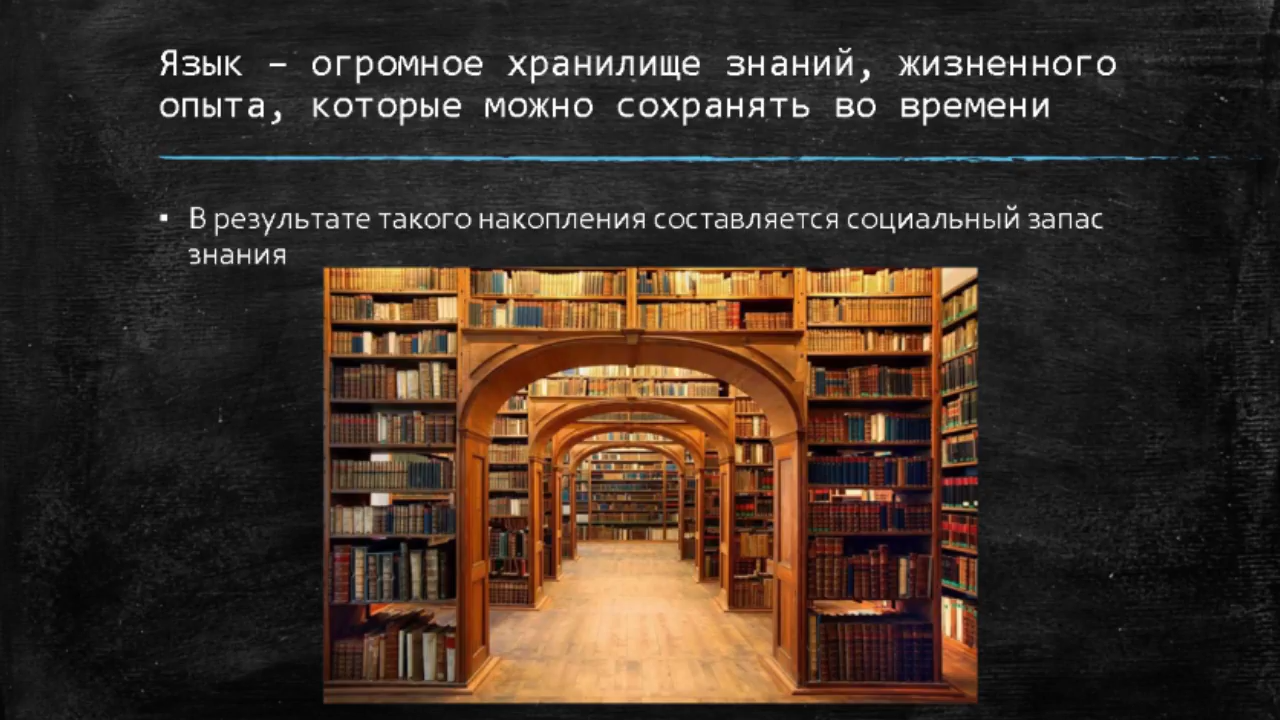 Язык – огромное хранилище знаний, жизненного
опыта, которые можно сохранять во времени
▪ В результате такого накопления составляется социальный запас
знания